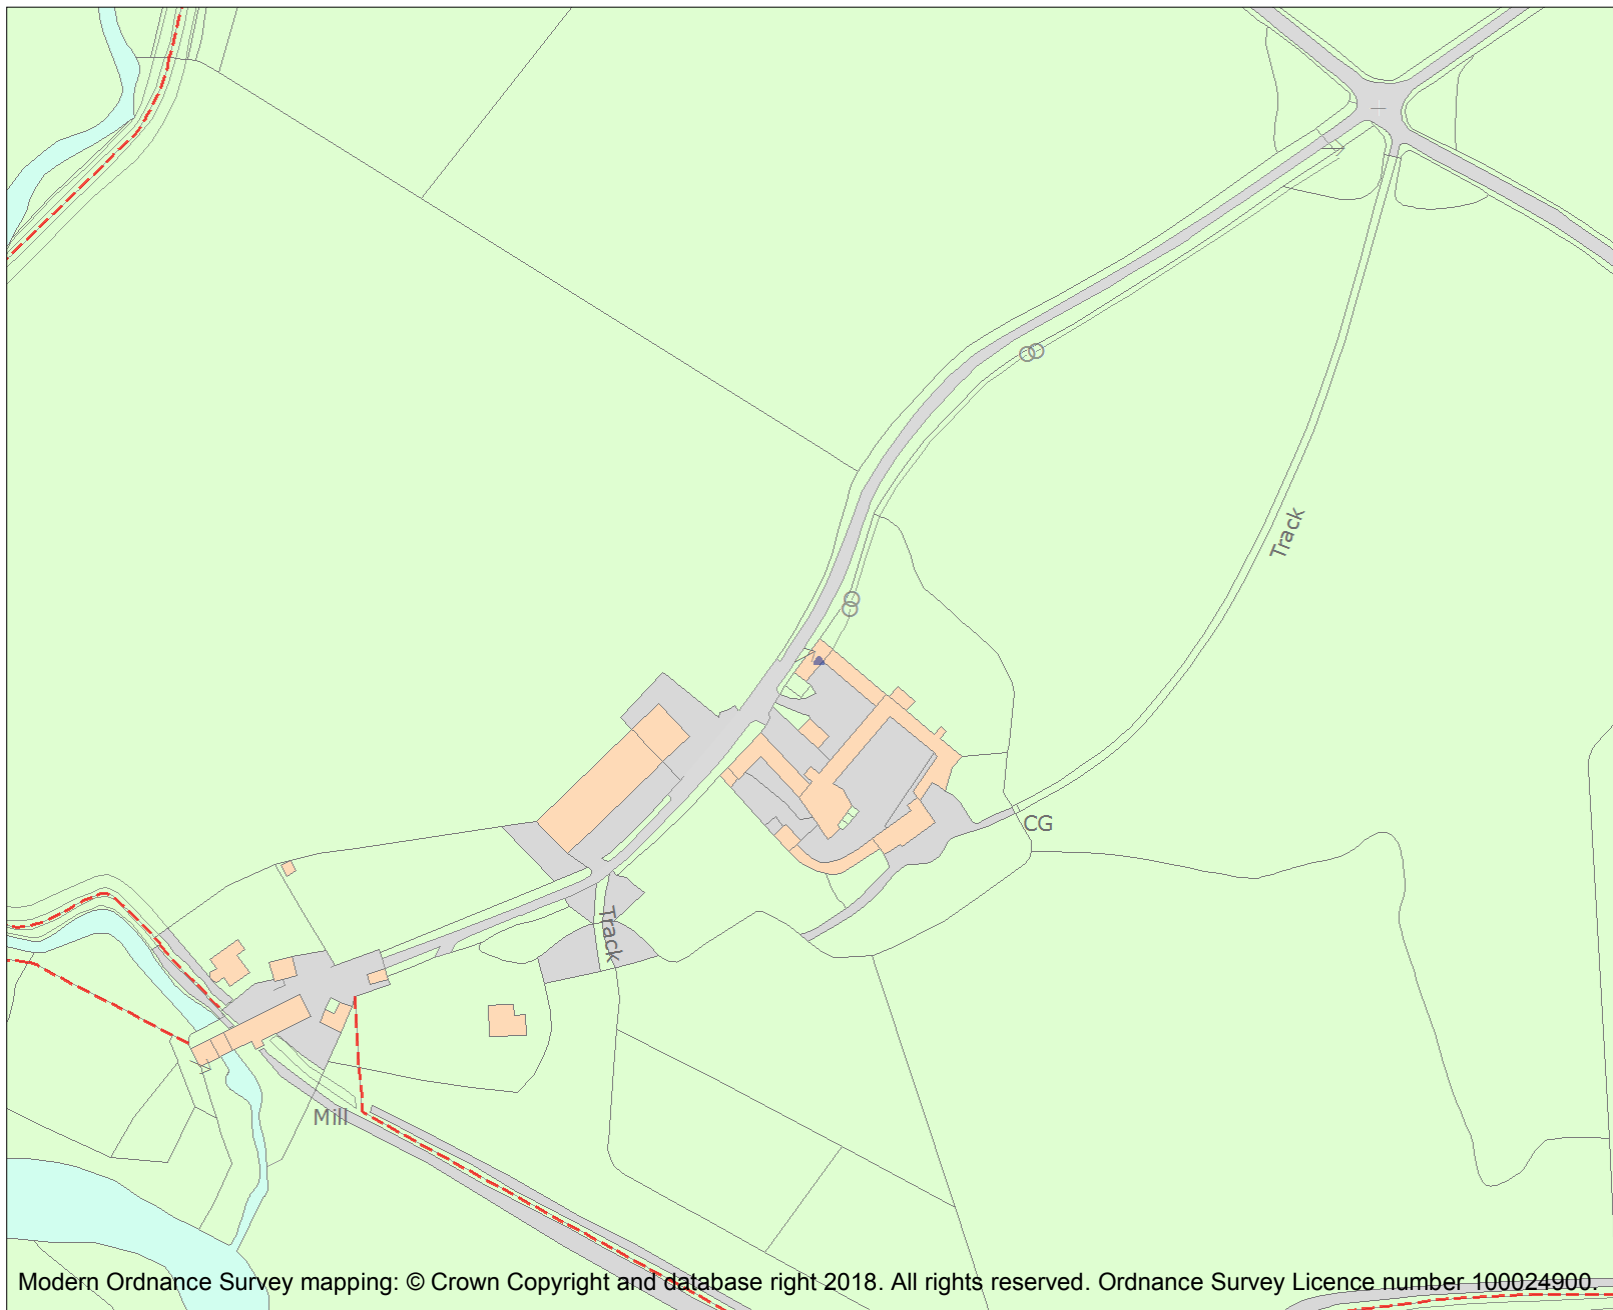 Track
CG
Track
Mill
Modern Ordnance Survey mapping: © Crown Copyright and database right 2018. All rights reserved. Ordnance Survey Licence number 100024900.